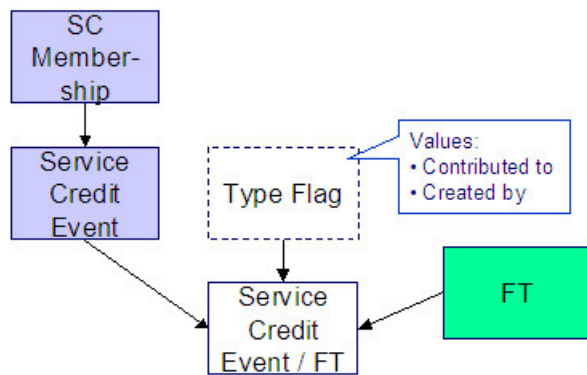 SC
Member-
ship
Service
Credit
Event
Type Flag
Values:
• Contributed to
• Created by
Service
Credit
Event / FT
FT